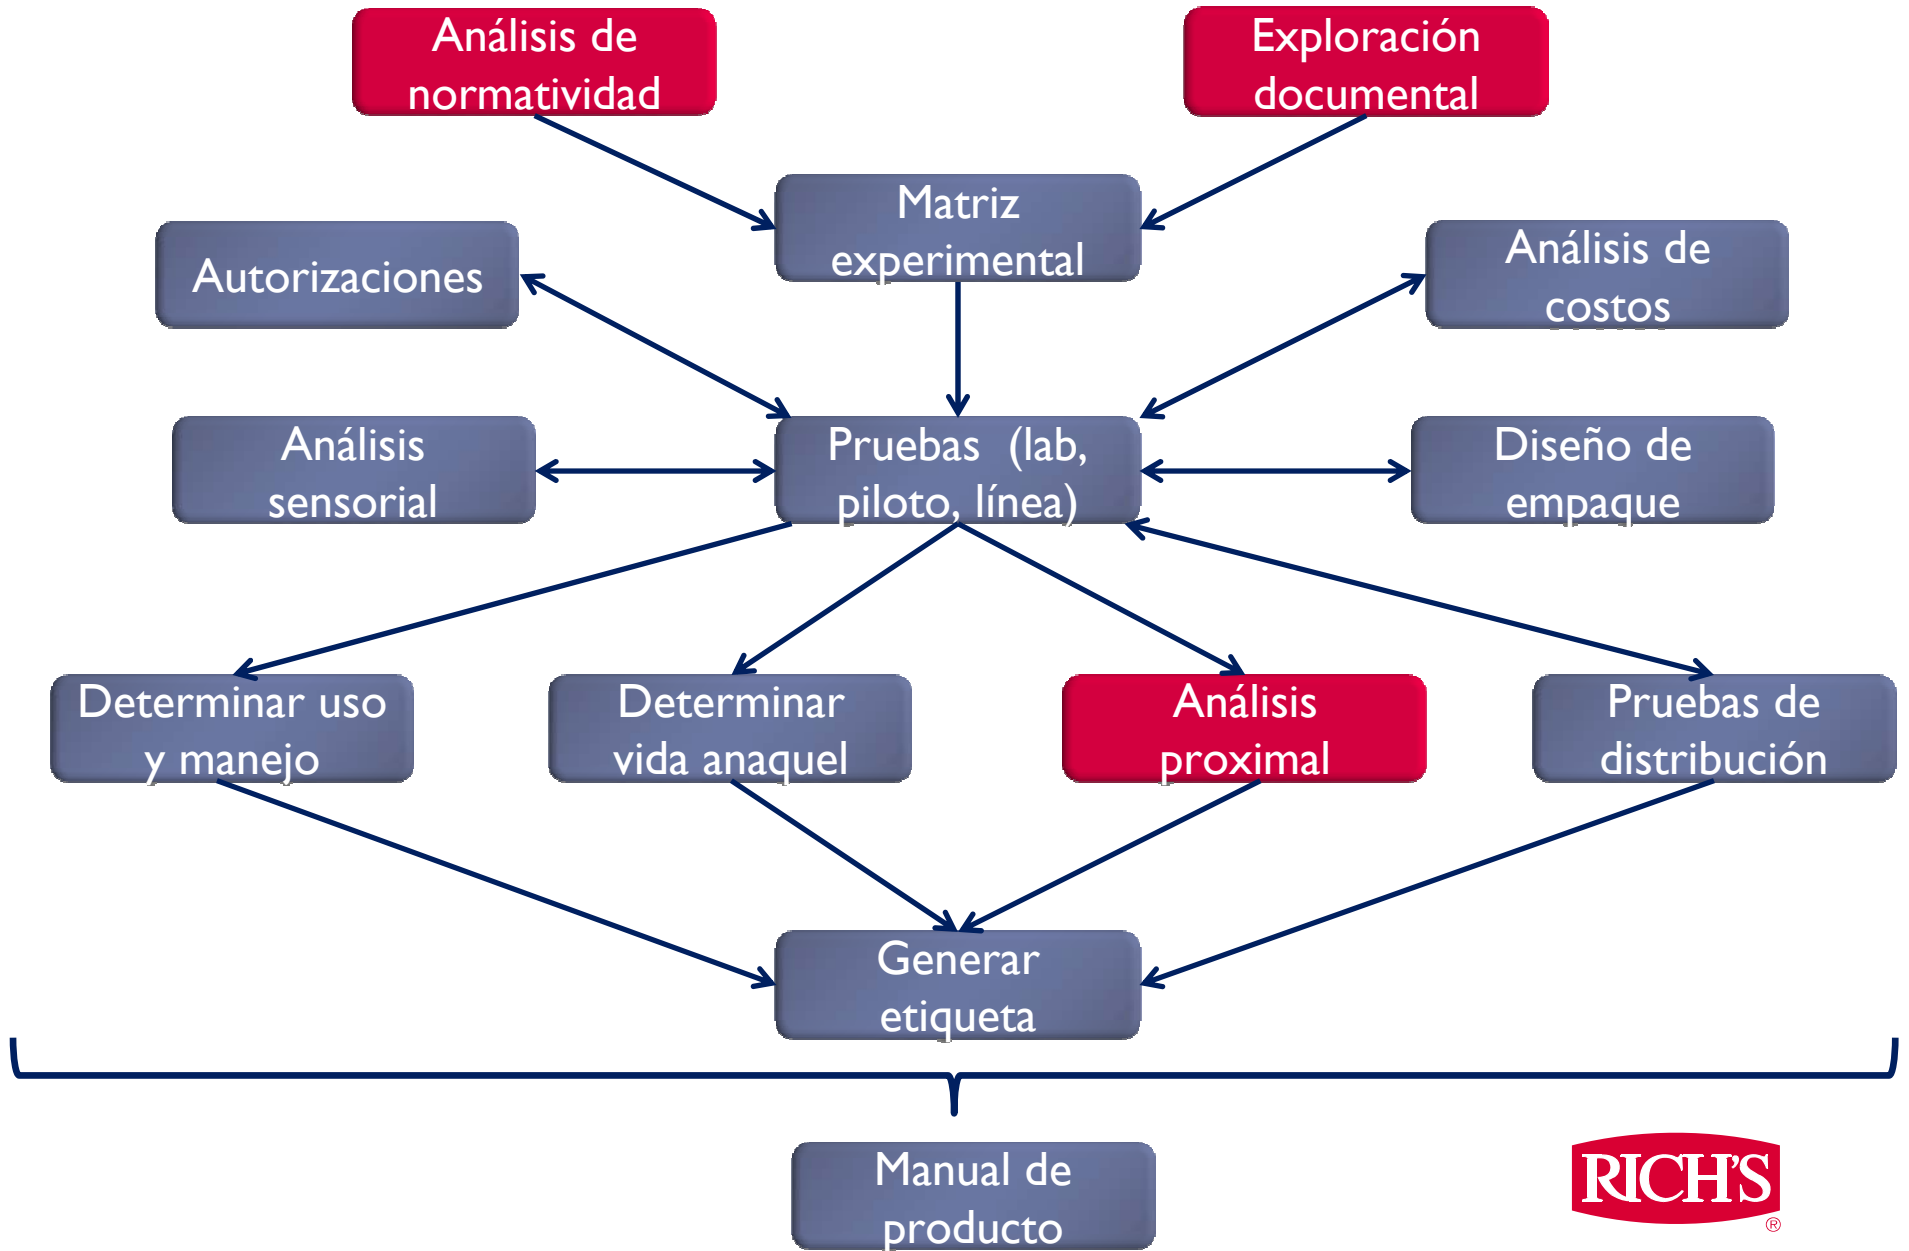 Análisis de
normatividad
Exploración
documental
Matriz
experimental
Autorizaciones
Análisis de
costos
Análisis
sensorial
Pruebas (lab,
piloto, línea)
Diseño de
empaque
Determinar uso
y manejo
Determinar
vida anaquel
Análisis
proximal
Pruebas de
distribución
Generar
etiqueta
Manual de
producto
RICH'S
®